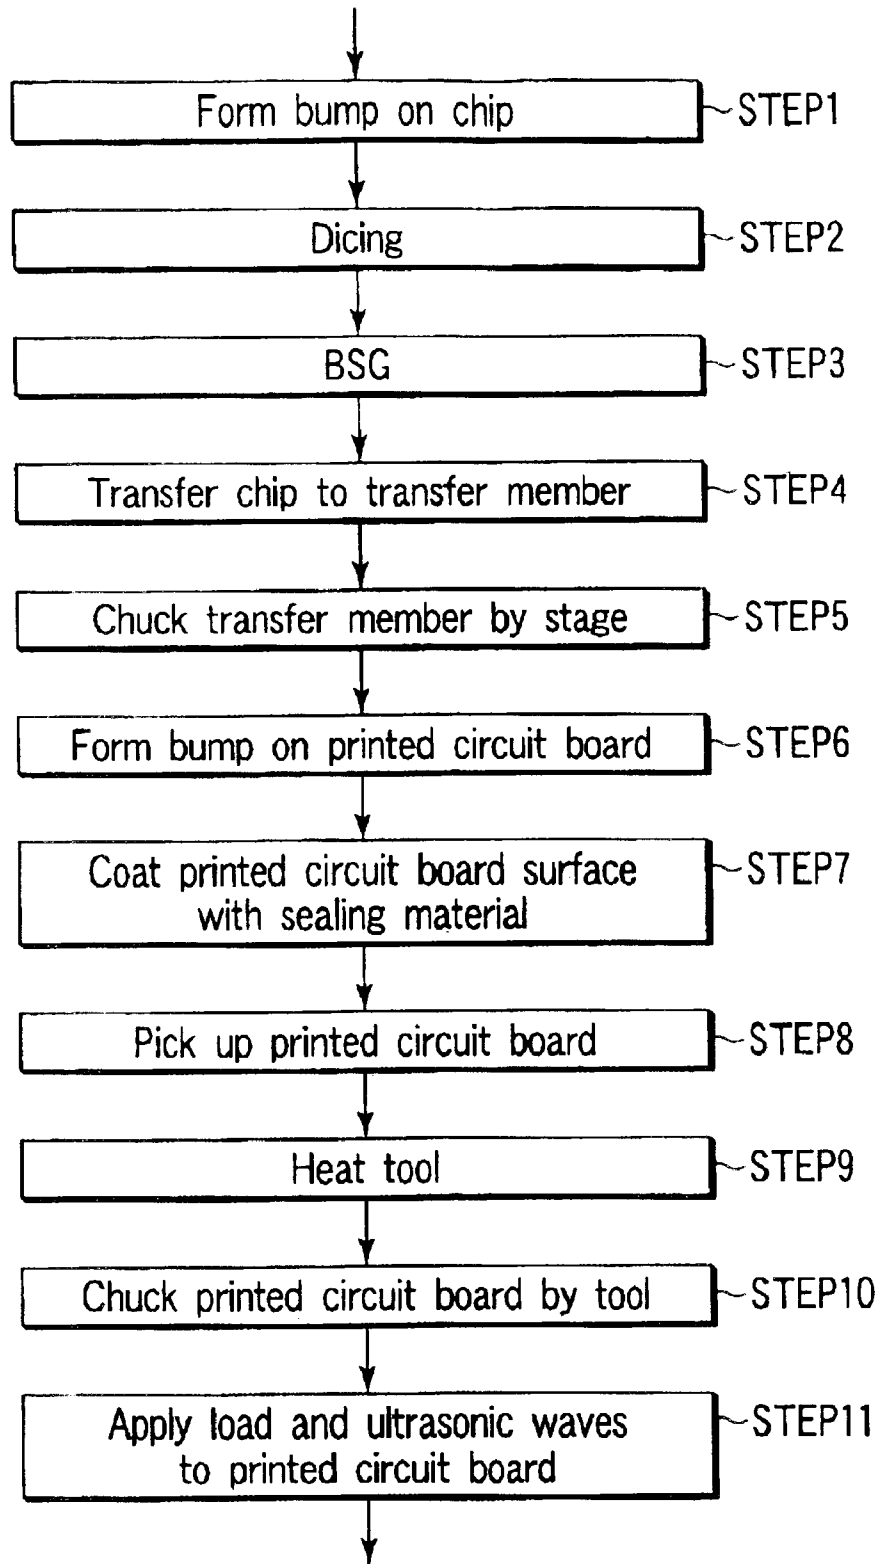 Form bump on chip STEP1
Dicing STEP2
BSG STEP3
Transfer chip to transfer member STEP4
Chuck transfer member by stage STEP5
Form bump on printed circuit board STEP6
Coat printed circuit board surface STEP7
with sealing material
Pick up printed circuit board STEP8
Heat tool STEP9
Chuck printed circuit board by tool STEP10
Apply load and ultrasonic waves STEP11
to printed circuit board